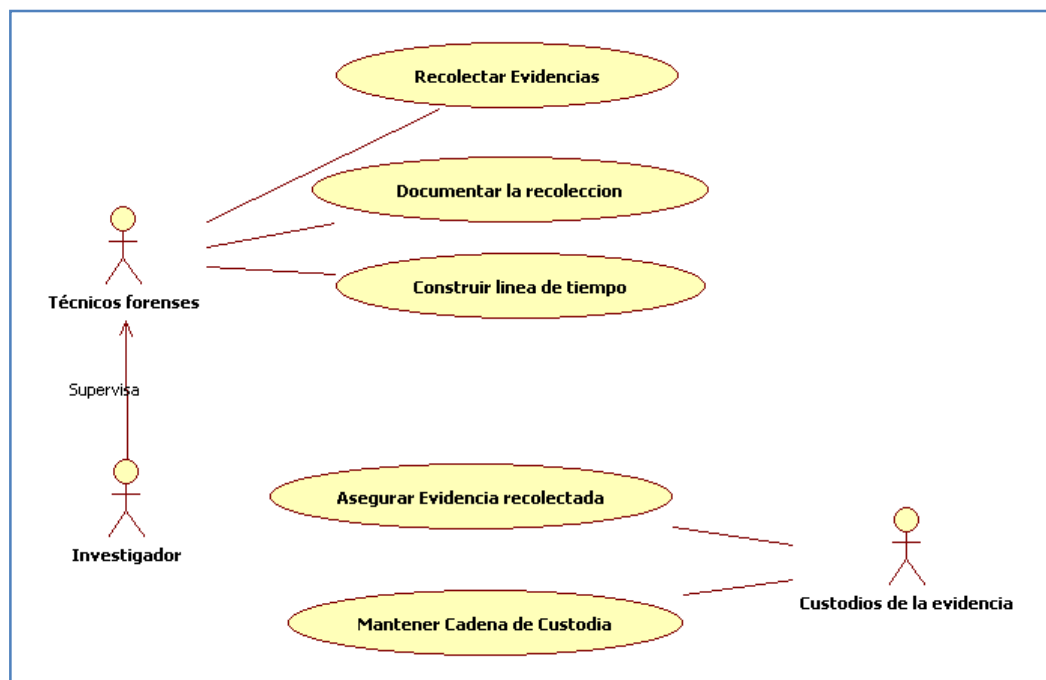 Recolectar Evidencias
Documentar la recoleccion
Construir linea de tiempo
Técnicos forenses
Supervisa
Investigador
Asegurar Evidencia recolectada
Custodios de la evidencia
Mantener Cadena de Custodia